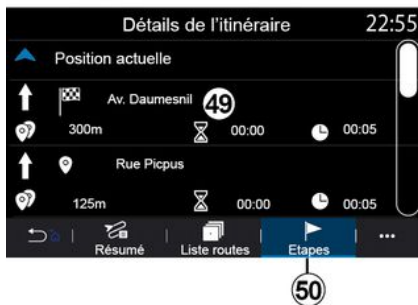 Détails de l'itinéraire 22:55
Position actuelle
Av. Daumesnil 49
300m 00:00 00:05
Rue Picpus
125m 00:00 00:05
Résumé Liste routes Etapes ...
50